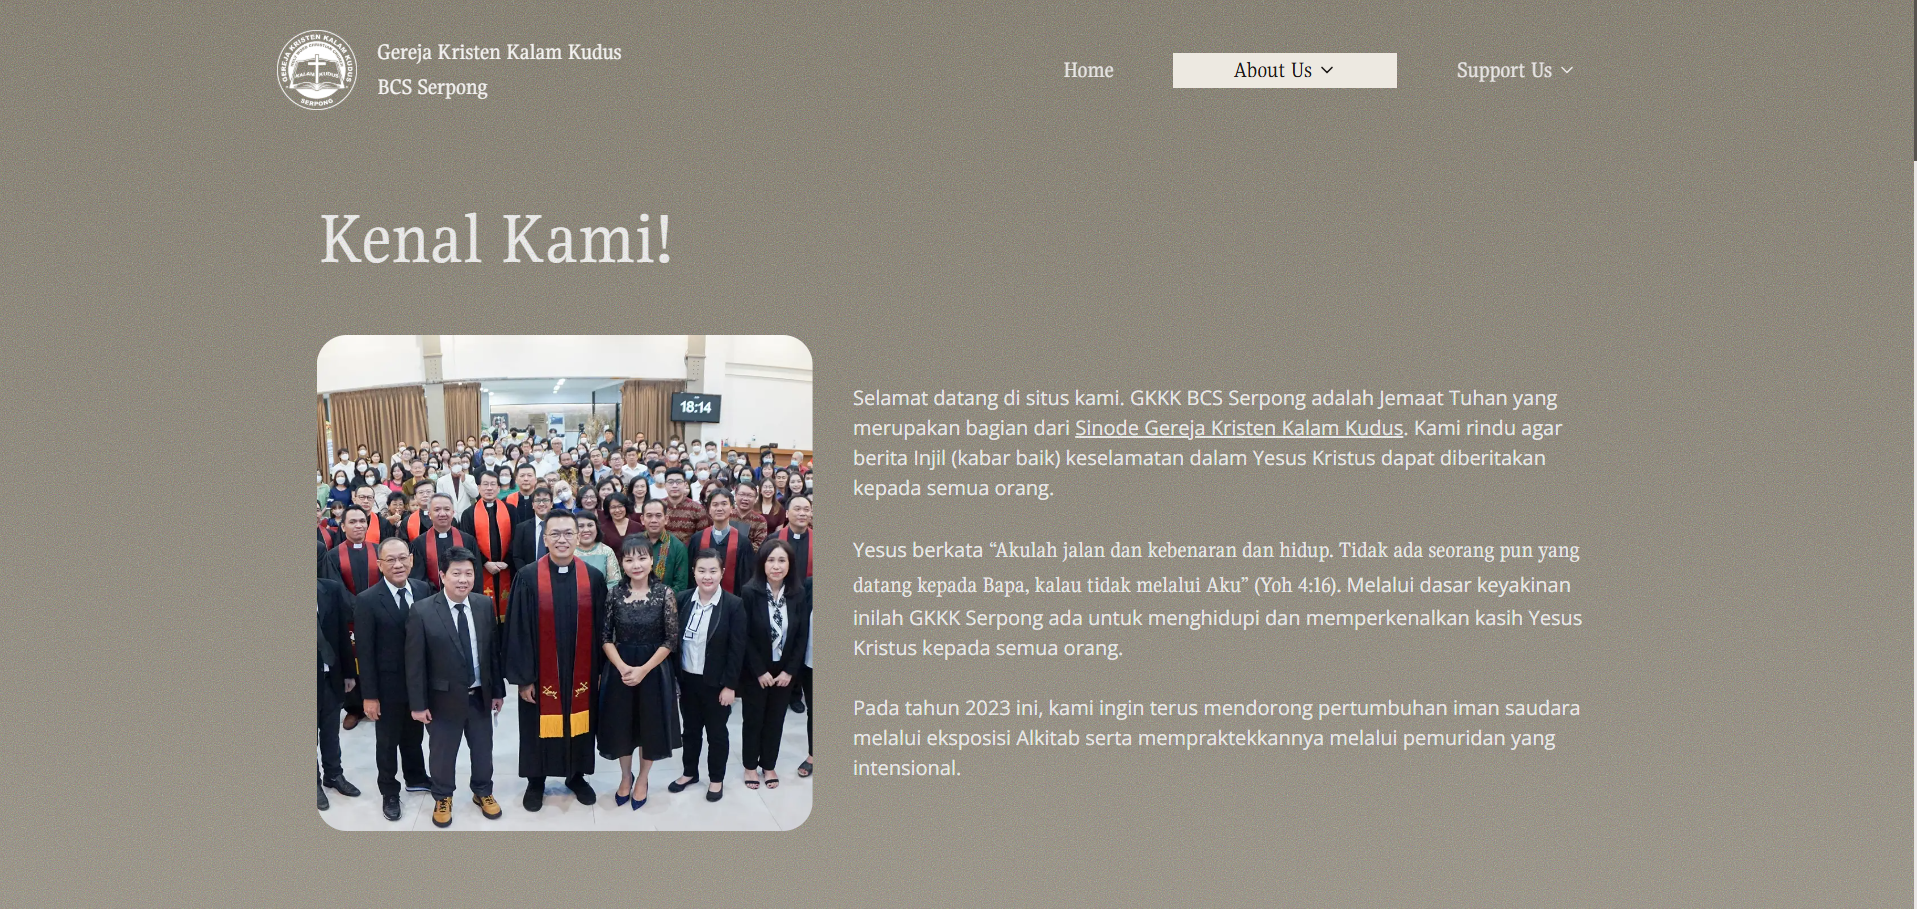 GEREJA KRISTEN KALAM KUDUS
KALAM KUDUS
SERPONG
Gereja Kristen Kalam Kudus
BCS Serpong
Home
About Us
Support Us
Kenal Kami!
18:14
Selamat datang di situs kami. GKKK BCS Serpong adalah Jemaat Tuhan yang
merupakan bagian dari Sinode Gereja Kristen Kalam Kudus. Kami rindu agar
berita Injil (kabar baik) keselamatan dalam Yesus Kristus dapat diberitakan
kepada semua orang.
Yesus berkata “Akulah jalan dan kebenaran dan hidup. Tidak ada seorang pun yang
datang kepada Bapa, kalau tidak melalui Aku” (Yoh 4:16). Melalui dasar keyakinan
inilah GKKK Serpong ada untuk menghidupi dan memperkenalkan kasih Yesus
Kristus kepada semua orang.
Pada tahun 2023 ini, kami ingin terus mendorong pertumbuhan iman saudara
melalui eksposisi Alkitab serta mempraktekkannya melalui pemuridan yang
intensional.